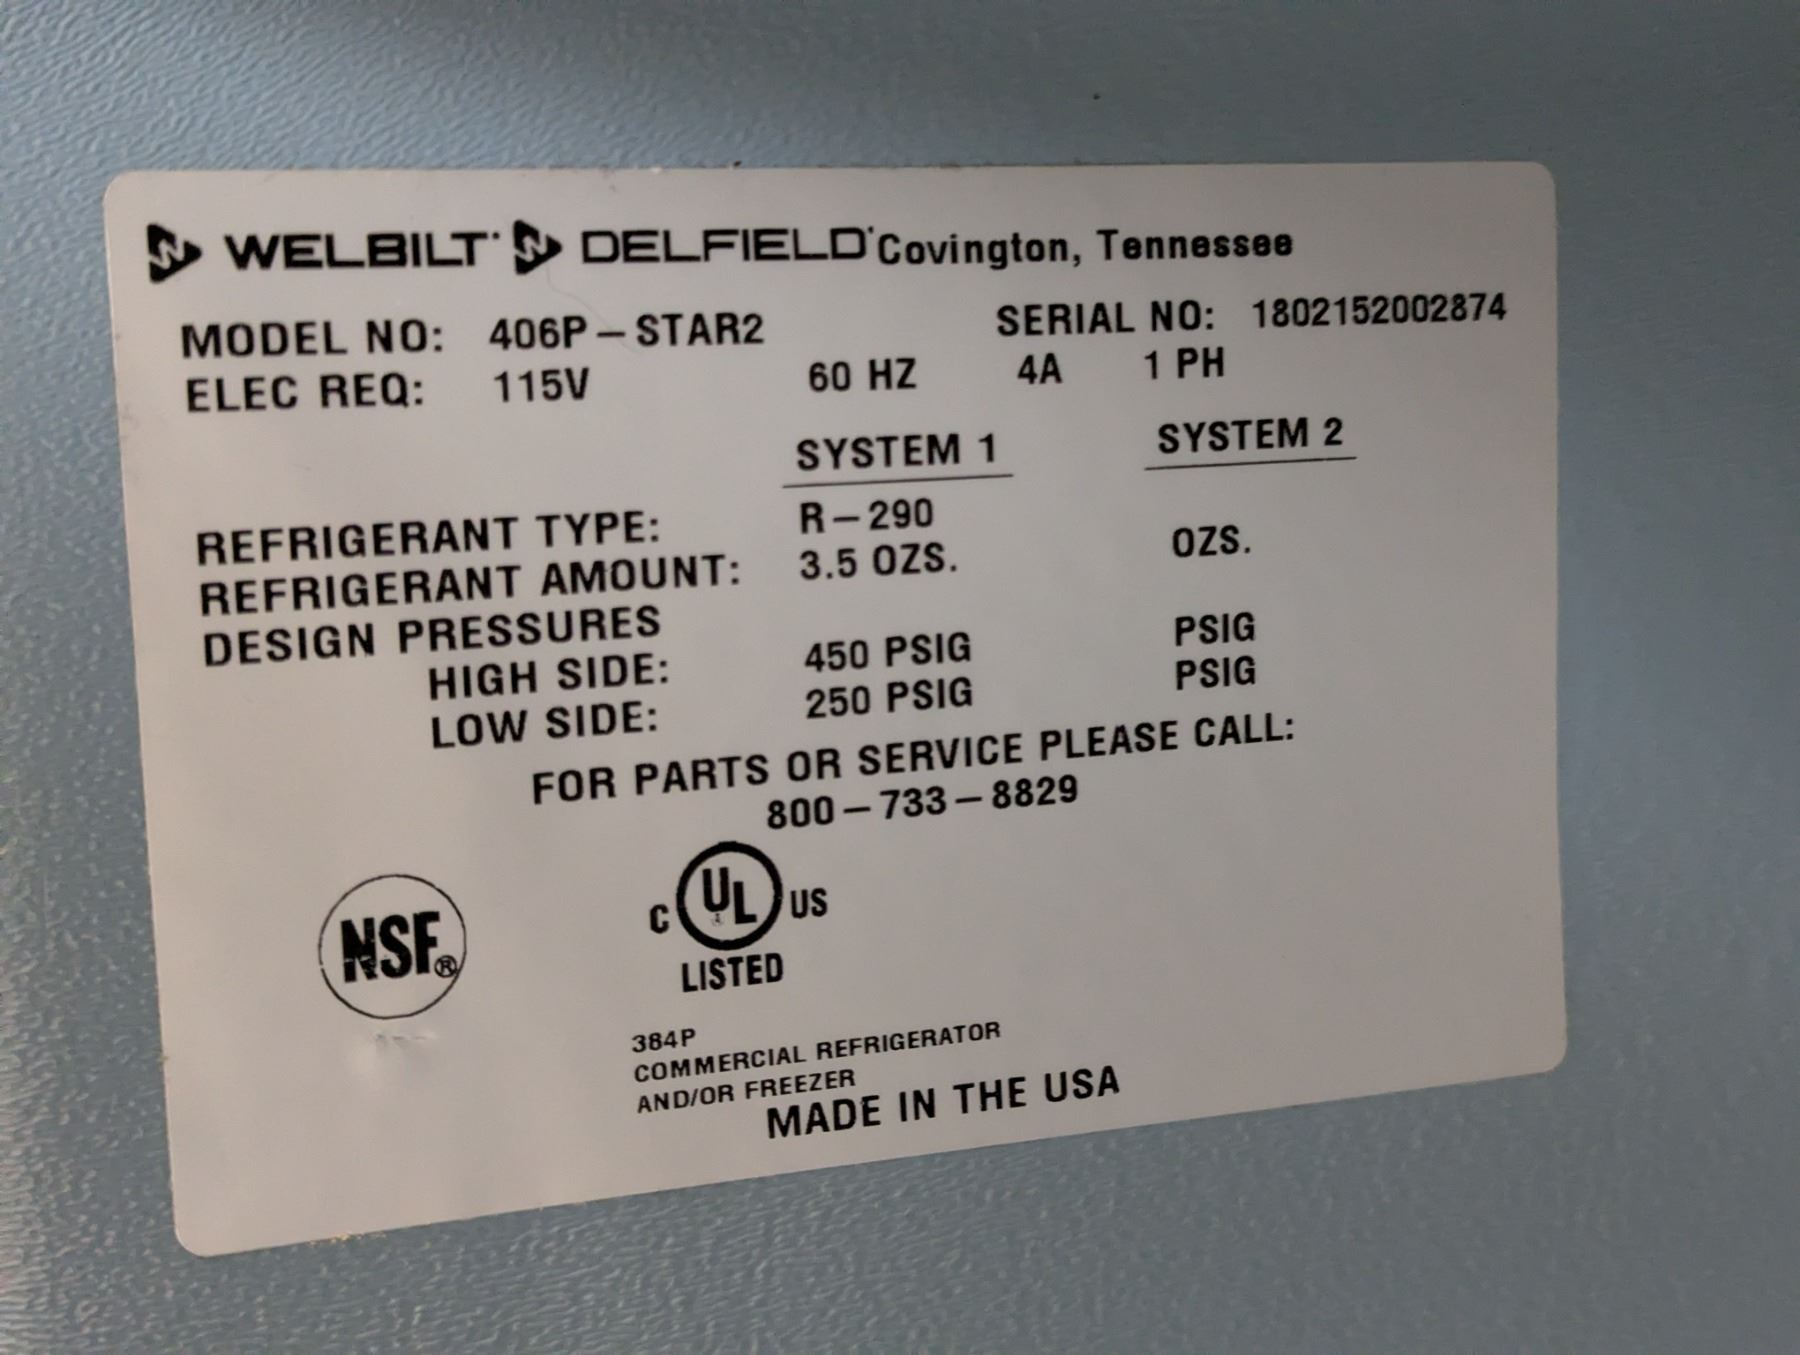 WELBILT DELFIELD Covington, Tennessee
MODEL NO: 406P-STAR2 SERIAL NO: 1802152002874
ELEC REQ: 115V 60 HZ 4A 1 PH
SYSTEM 1 SYSTEM 2
REFRIGERANT TYPE: R-290
REFRIGERANT AMOUNT: 3.5 OZS. OZS.
DESIGN PRESSURES
HIGH SIDE: 450 PSIG PSIG
LOW SIDE: 250 PSIG PSIG
FOR PARTS OR SERVICE PLEASE CALL:
800-733-8829
NSF®
C UL US
LISTED
384P
COMMERCIAL REFRIGERATOR
AND/OR FREEZER
MADE IN THE USA